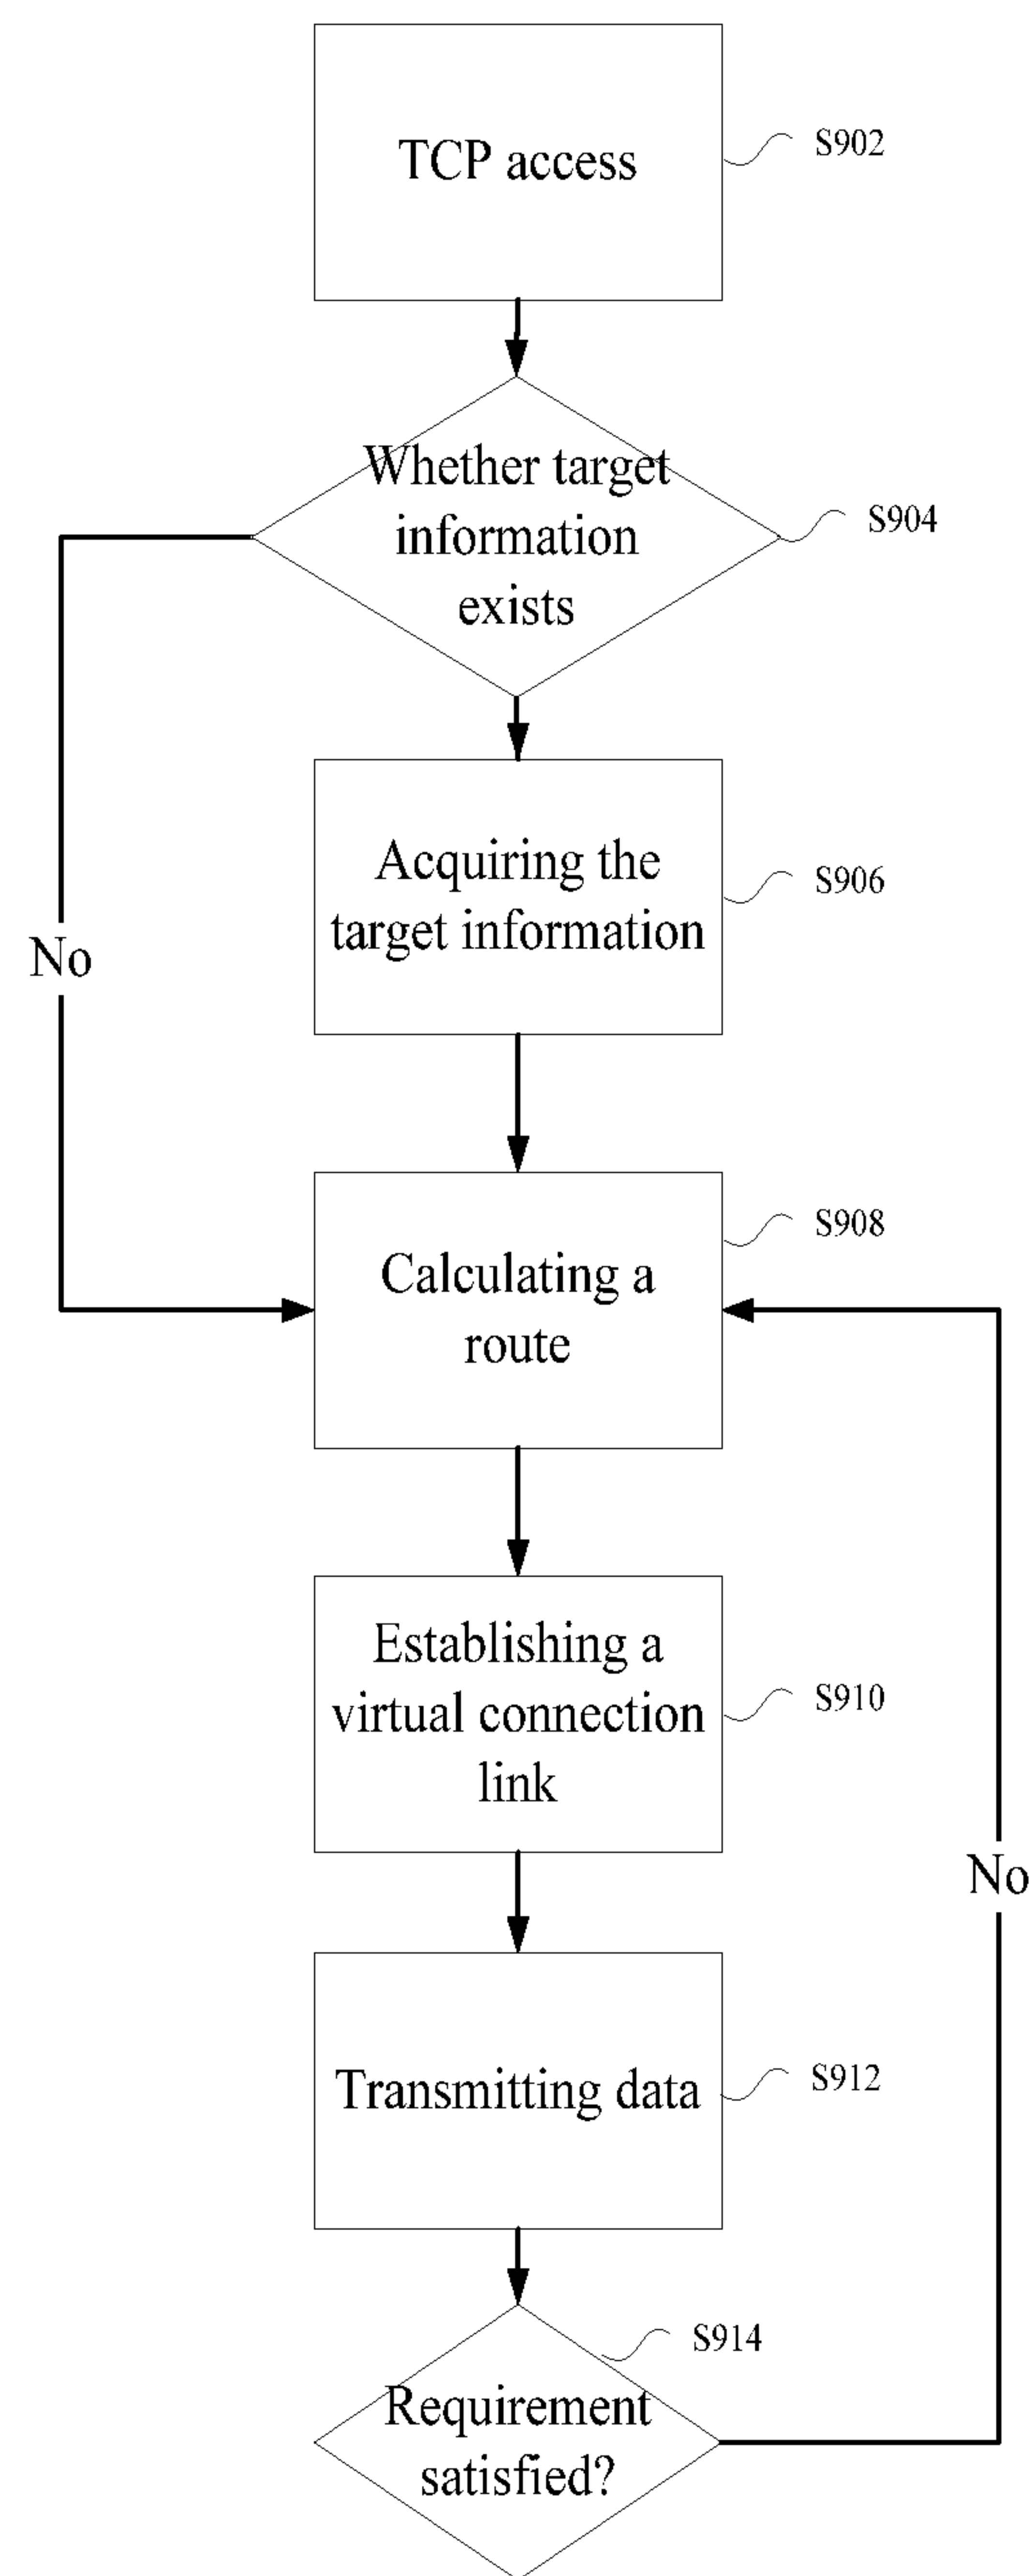 TCP access
S902
Whether target
information
exists
S904
Acquiring the
target information
S906
No
Calculating a
route
S908
Establishing a
virtual connection
link
S910
No
Transmitting data
S912
S914
Requirement
satisfied?